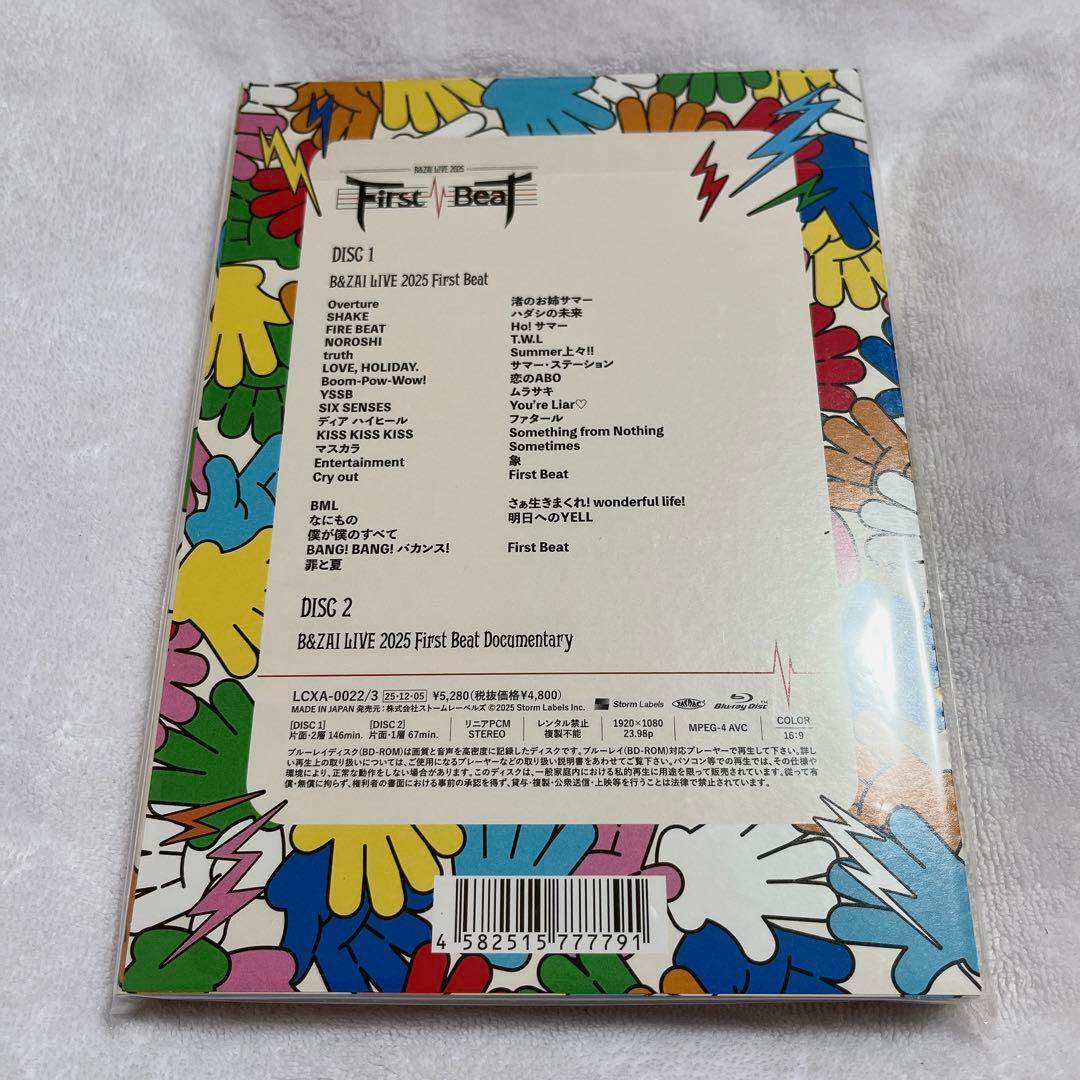 B&ZAI LIVE 2025
First Beat
DISC 1
B&ZAI LIVE 2025 First Beat
Overture
SHAKE
FIRE BEAT
NOROSHI
truth
LOVE, HOLIDAY.
Boom-Pow-Wow!
YSSB
SIX SENSES
ディア ハイヒール
KISS KISS KISS
マスカラ
Entertainment
Cry out
BML
なにもの
僕が僕のすべて
BANG! BANG! バカンス!
罪と夏
渚のお姉サマー
ハダシの未来
Ho! サマー
T.W.L
Summer上々!!
サマー・ステーション
恋のABO
ムラサキ
You're Liar♡
ファタール
Something from Nothing
Sometimes
象
First Beat
さぁ生きまくれ! wonderful life!
明日へのYELL
First Beat
DISC 2
B&ZAI LIVE 2025 First Beat Documentary
LCXA-0022/3 25・12・05 ¥5,280(税抜価格¥4,800)
MADE IN JAPAN 発売元:株式会社ストームレーベルズ ©2025 Storm Labels Inc.
Storm Labels
Blu-ray Disc™
[DISC 1]
片面・2層 146min.
[DISC 2]
片面・1層 67min.
リニアPCM
STEREO
レンタル禁止
複製不能
1920×1080
23.98p
MPEG-4 AVC
COLOR
16:9
ブルーレイディスク(BD-ROM)は画質と音声を高密度に記録したディスクです。ブルーレイ(BD-ROM)対応プレーヤーで再生して下さい。詳し
い再生上の取り扱いについては、ご使用になるプレーヤーなどの取り扱い説明書をあわせてご覧下さい。パソコン等での再生では、その仕様や
環境により、正常な動作をしない場合があります。このディスクは、一般家庭内における私的再生に用途を限って販売されています。従って有
償・無償に拘らず、権利者の書面における事前の承認を得ず、貸与・複製・公衆送信・上映等を行うことは法律で禁止されています。
4 582515 777791